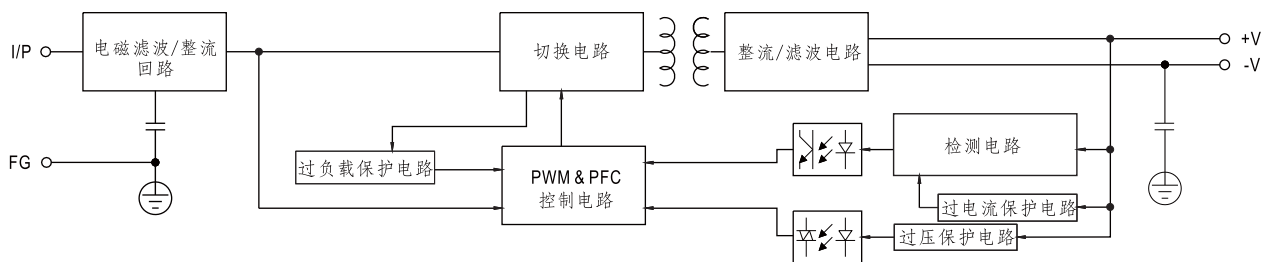 I/P
电磁滤波/整流
回路
切换电路
整流/滤波电路
+V
-V
FG
过负载保护电路
PWM & PFC
控制电路
检测电路
过电流保护电路
过压保护电路